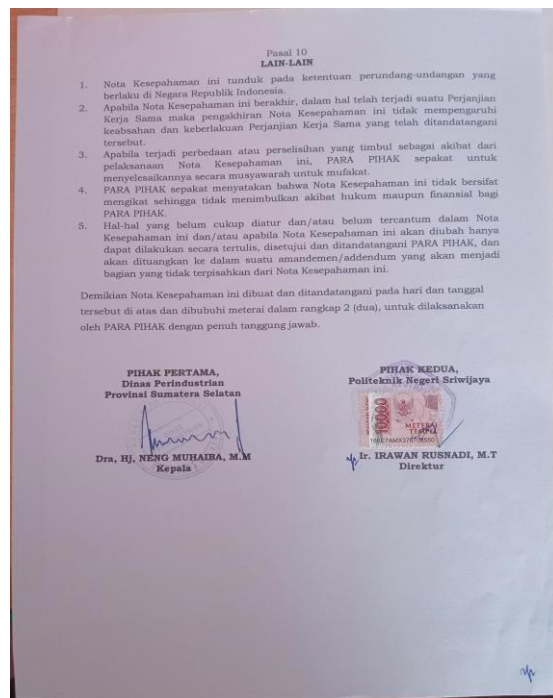 Pasal 10
LAIN-LAIN
1. Nota Kesepahaman ini tunduk pada ketentuan perundang-undangan yang
berlaku di Negara Republik Indonesia.
2. Apabila Nota Kesepahaman ini berakhir, dalam hal telah terjadi suatu Perjanjian
Kerja Sama maka pengakhiran Nota Kesepahaman ini tidak mempengaruhi
keabsahan dan keberlakuan Perjanjian Kerja Sama yang telah ditandatangani
tersebut.
3. Apabila terjadi perbedaan atau perselisihan yang timbul sebagai akibat dari
pelaksanaan Nota Kesepahaman ini, PARA PIHAK sepakat untuk
menyelesaikannya secara musyawarah untuk mufakat.
4. PARA PIHAK sepakat menyatakan bahwa Nota Kesepahaman ini tidak bersifat
mengikat sehingga tidak menimbulkan akibat hukum maupun finansial bagi
PARA PIHAK.
5. Hal-hal yang belum cukup diatur dan/atau belum tercantum dalam Nota
Kesepahaman ini dan/atau apabila Nota Kesepahaman ini akan diubah hanya
dapat dilakukan secara tertulis, disetujui dan ditandatangani PARA PIHAK, dan
akan dituangkan ke dalam suatu amandemen/addendum yang akan menjadi
bagian yang tidak terpisahkan dari Nota Kesepahaman ini.
Demikian Nota Kesepahaman ini dibuat dan ditandatangani pada hari dan tanggal
tersebut di atas dan dibubuhi meterai dalam rangkap 2 (dua), untuk dilaksanakan
oleh PARA PIHAK dengan penuh tanggung jawab.
PIHAK PERTAMA,
Dinas Perindustrian
Provinsi Sumatera Selatan
Dra, Hj, NENG MUHAIBA, M.M
Kepala
PIHAK KEDUA,
Politeknik Negeri Sriwijaya
10000
METERAI
TEMPEL
Ir. IRAWAN RUSNADI, M.T
Direktur